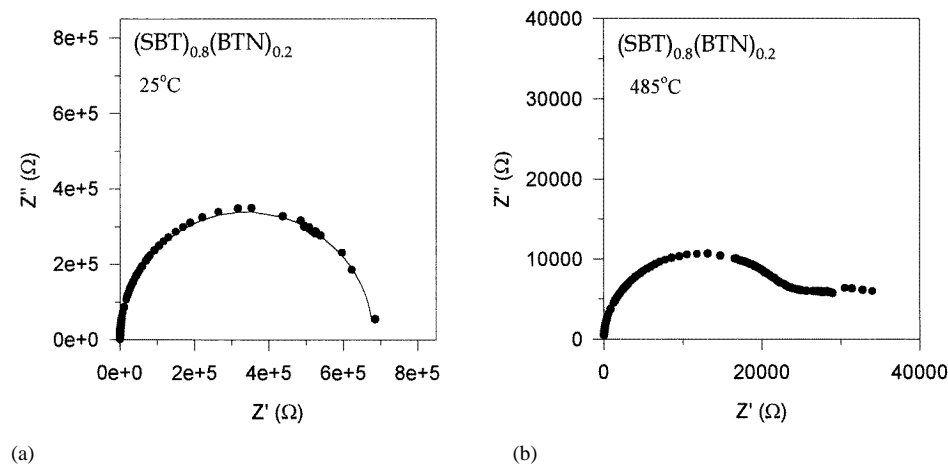 (SBT)0.8(BTN)0.2
25°C
8e+5
6e+5
4e+5
2e+5
0e+0
Z" (Ω)
0e+0 2e+5 4e+5 6e+5 8e+5
Z' (Ω)
(a)
(SBT)0.8(BTN)0.2
485°C
40000
30000
20000
10000
0
Z" (Ω)
0 20000 40000
Z' (Ω)
(b)